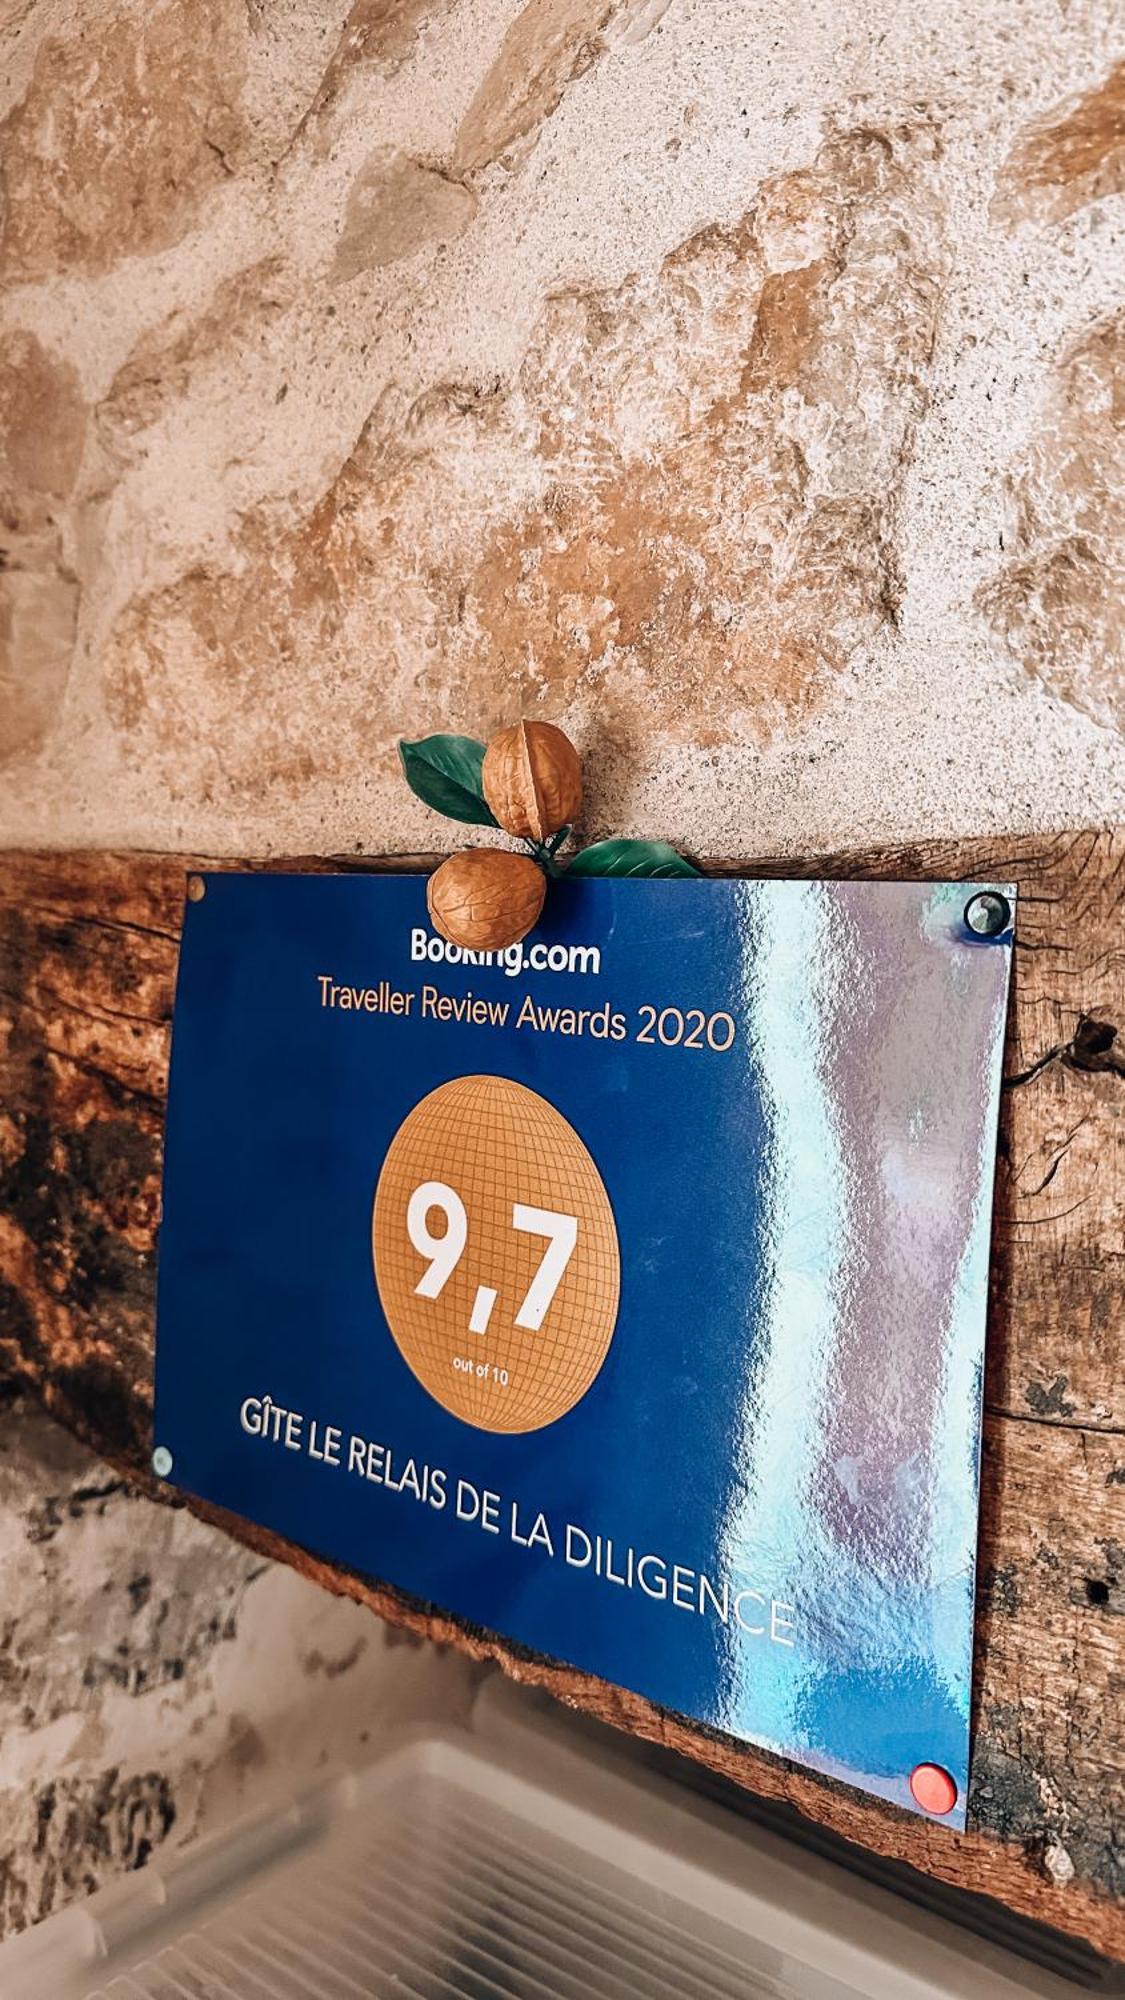 Booking.com
Traveller Review Awards 2020
9,7
out of 10
GÎTE LE RELAIS DE LA DILIGENCE